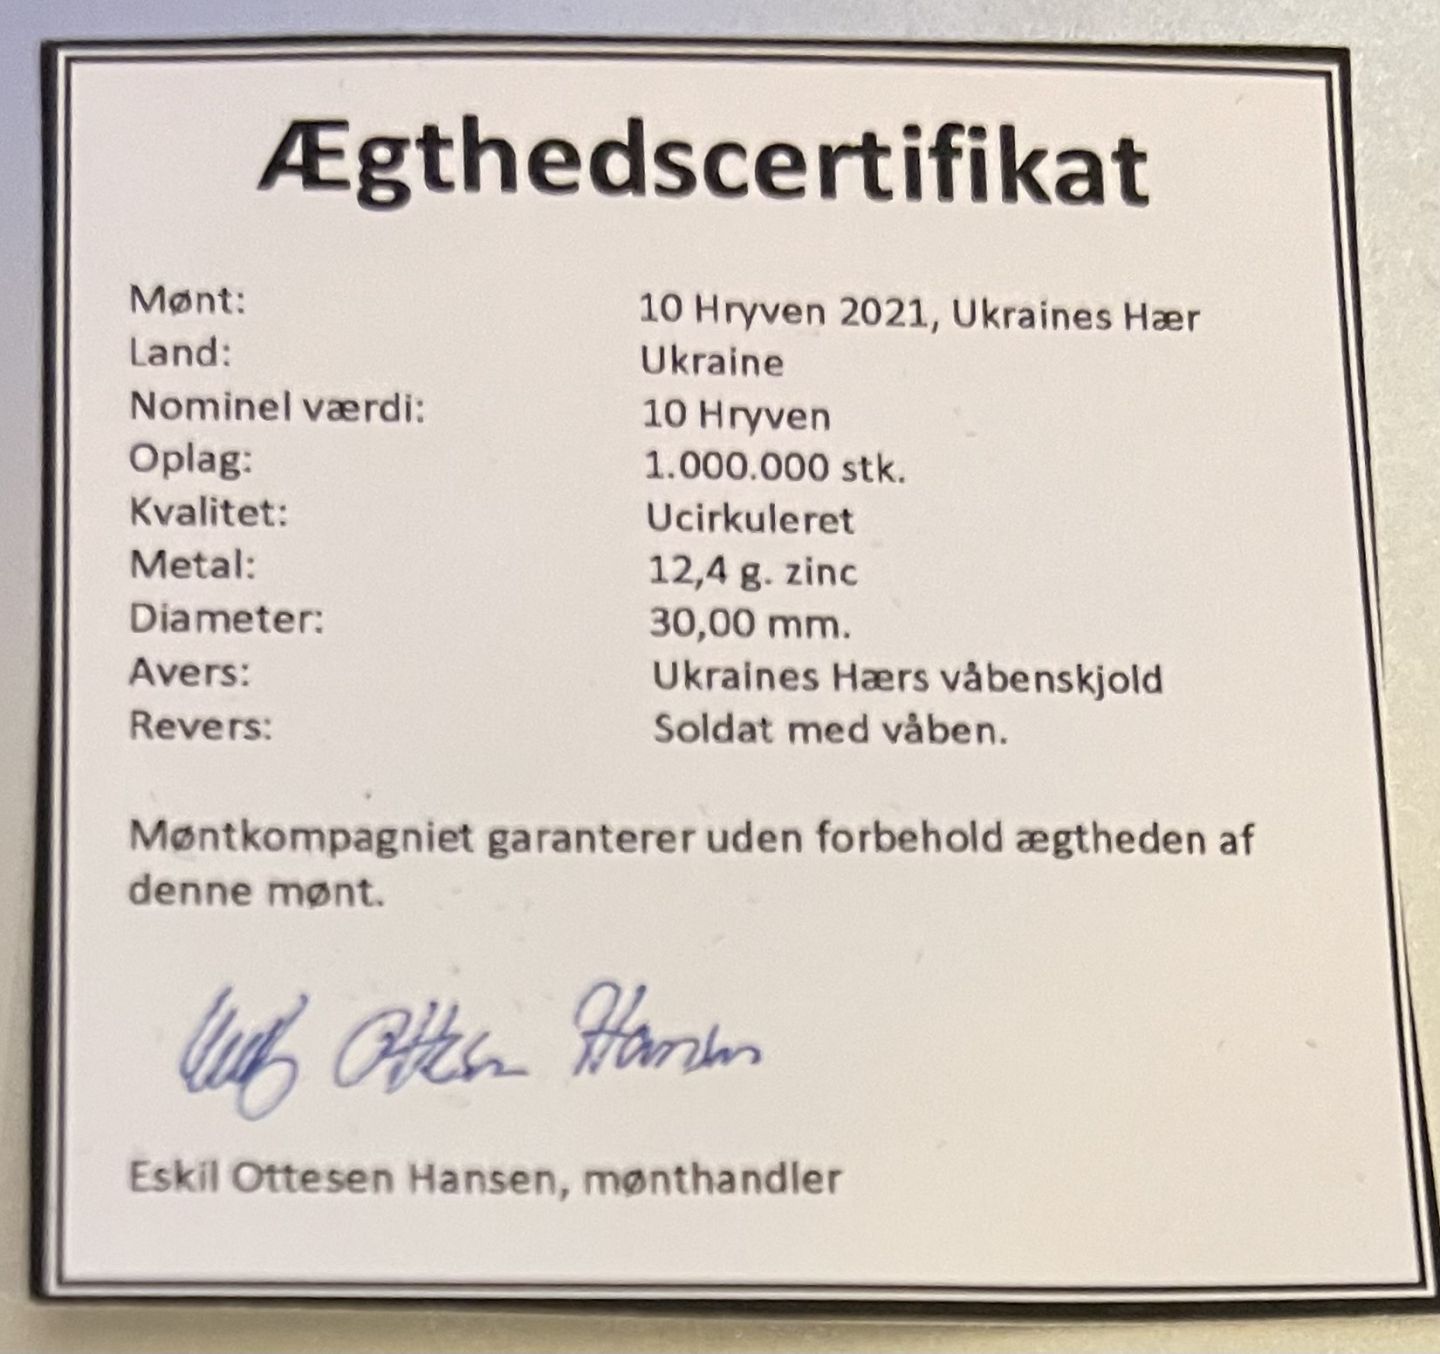 Ægthedscertifikat
Mønt: 10 Hryven 2021, Ukraines Hær
Land: Ukraine
Nominel værdi: 10 Hryven
Oplag: 1.000.000 stk.
Kvalitet: Ucirkuleret
Metal: 12,4 g. zinc
Diameter: 30,00 mm.
Avers: Ukraines Hærs våbenskjold
Revers: Soldat med våben.
Møntkompagniet garanterer uden forbehold ægtheden af
denne mønt.
Ottesen Hansen
Eskil Ottesen Hansen, mønthandler